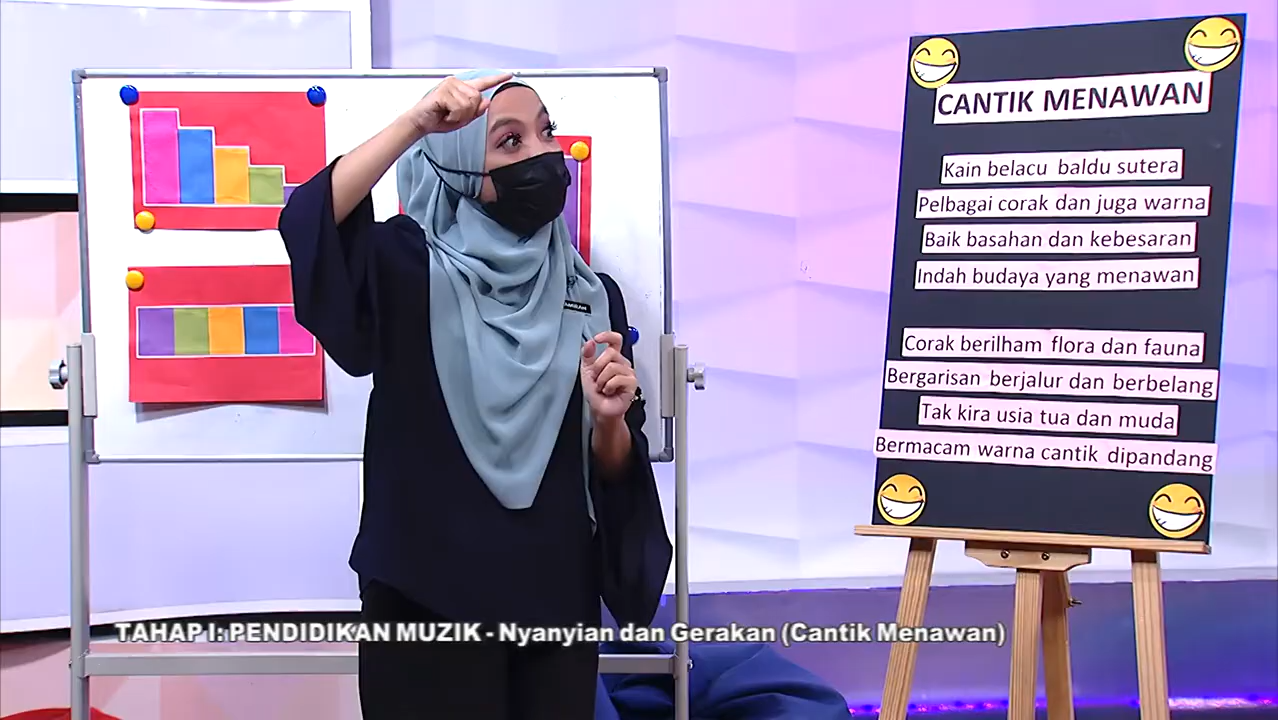 CANTIK MENAWAN
Kain belacu baldu sutera
Pelbagai corak dan juga warna
Baik basahan dan kebesaran
Indah budaya yang menawan
Corak berilham flora dan fauna
Bergarisan berjalur dan berbelang
Tak kira usia tua dan muda
Bermacam warna cantik dipandang
TAHAP I: PENDIDIKAN MUZIK - Nyanyian dan Gerakan (Cantik Menawan)